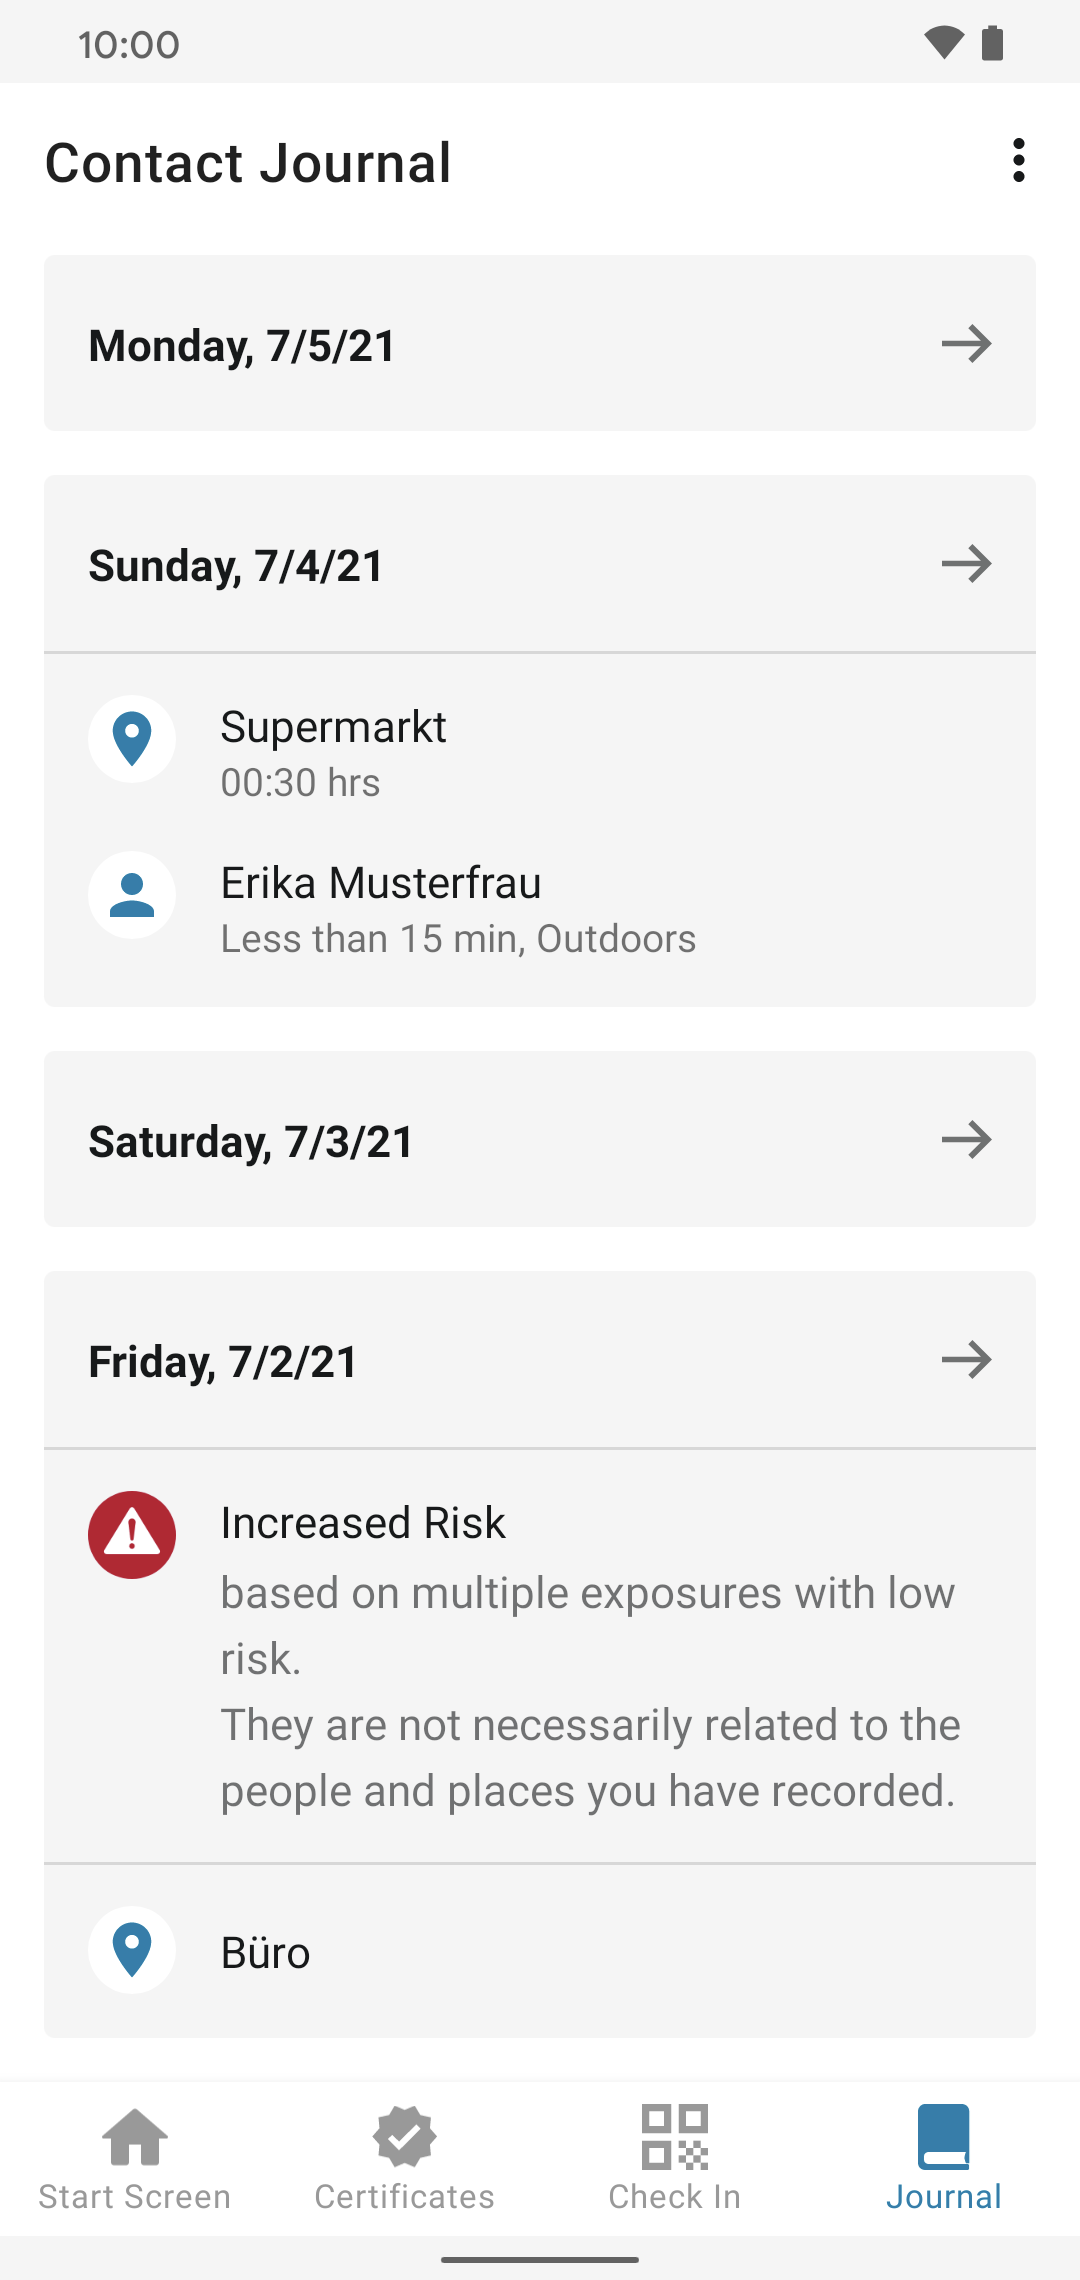 10:00
Contact Journal
Monday, 7/5/21
Sunday, 7/4/21
Supermarkt
00:30 hrs
Erika Musterfrau
Less than 15 min, Outdoors
Saturday, 7/3/21
Friday, 7/2/21
Increased Risk
based on multiple exposures with low
risk.
They are not necessarily related to the
people and places you have recorded.
Büro
Start Screen
Certificates
Check In
Journal